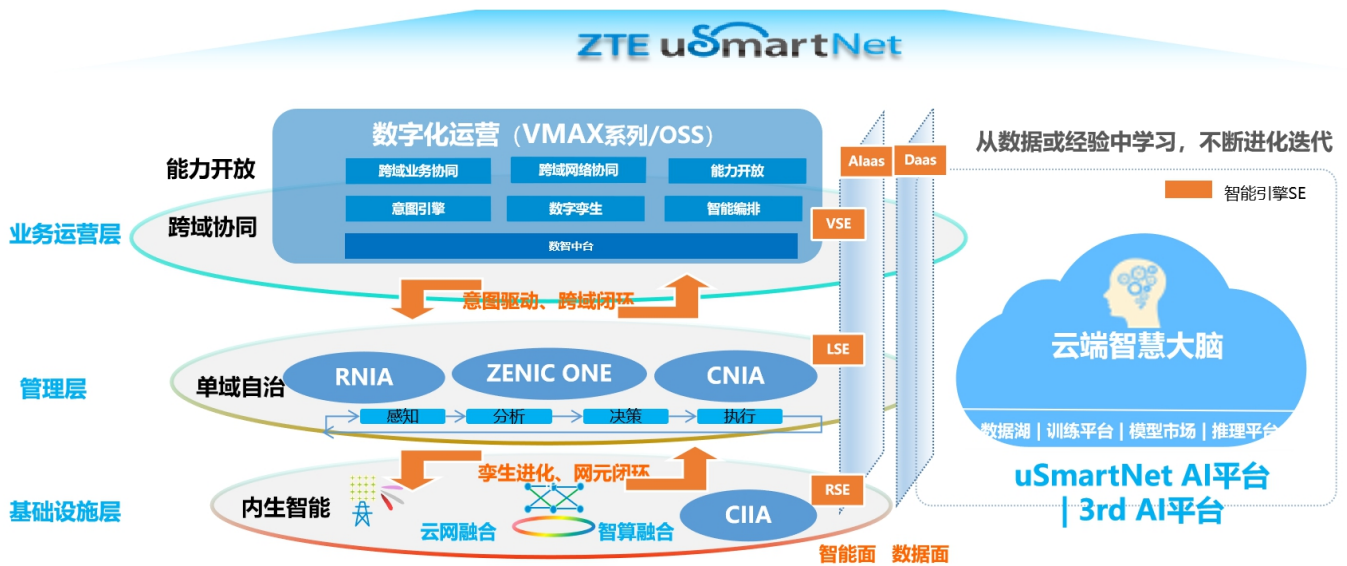 ZTE uSmartNet
数字化运营（VMAX系列/OSS）
能力开放
跨域业务协同
跨域网络协同
能力开放
AIaas
Daas
从数据或经验中学习，不断进化迭代
智能引擎SE
业务运营层
跨域协同
意图引擎
数字孪生
智能编排
VSE
数智中台
意图驱动、跨域闭环
云端智慧大脑
管理层
单域自治
RNIA
ZENIC ONE
CNIA
LSE
感知
分析
决策
执行
数据湖 | 训练平台 | 模型市场 | 推理平台
孪生进化、网元闭环
uSmartNet AI平台
| 3rd AI平台
基础设施层
内生智能
云网融合
智算融合
CIIA
RSE
智能面
数据面